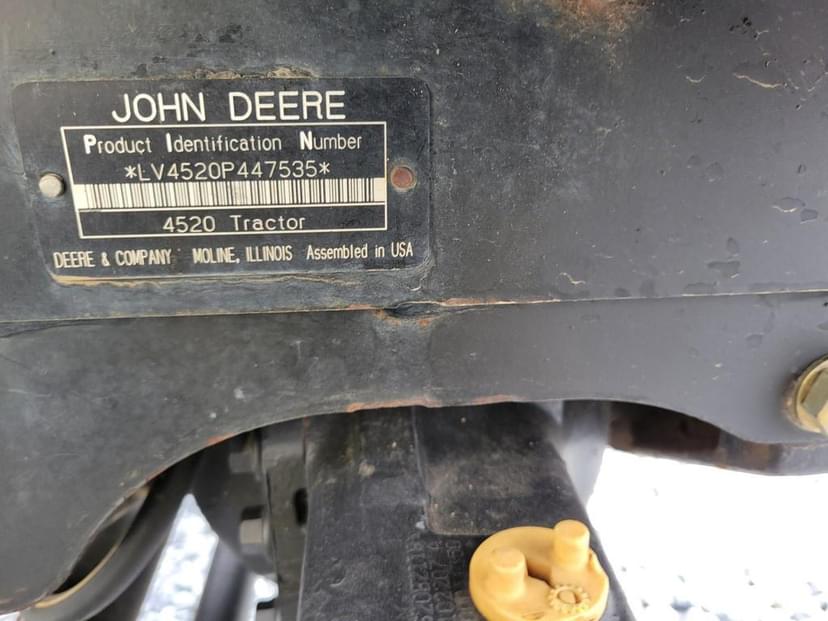 JOHN DEERE
Product Identification Number
*LV4520P447535*
4520 Tractor
DEERE & COMPANY MOLINE, ILLINOIS Assembled in USA